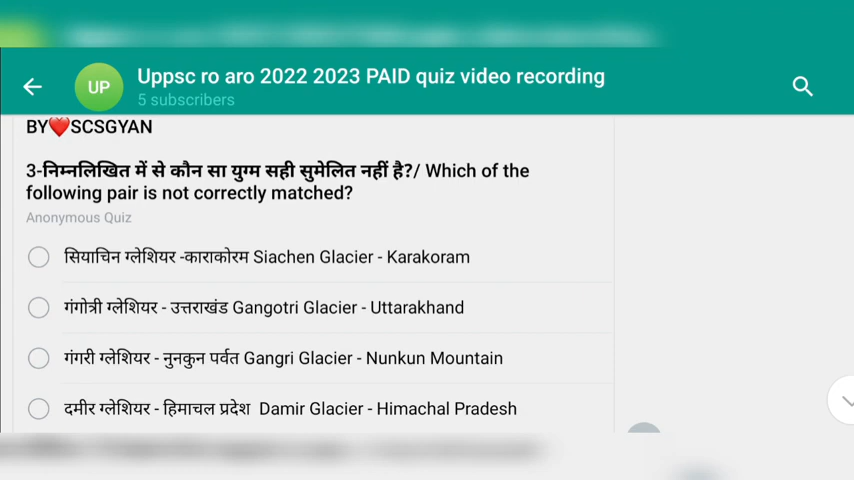 UP
Uppsc ro aro 2022 2023 PAID quiz video recording
5 subscribers
BY❤️SCSGYAN
3-निम्नलिखित में से कौन सा युग्म सही सुमेलित नहीं है?/ Which of the
following pair is not correctly matched?
Anonymous Quiz
सियाचिन ग्लेशियर -काराकोरम Siachen Glacier - Karakoram
गंगोत्री ग्लेशियर - उत्तराखंड Gangotri Glacier - Uttarakhand
गंगरी ग्लेशियर - नुनकुन पर्वत Gangri Glacier - Nunkun Mountain
दमीर ग्लेशियर - हिमाचल प्रदेश Damir Glacier - Himachal Pradesh